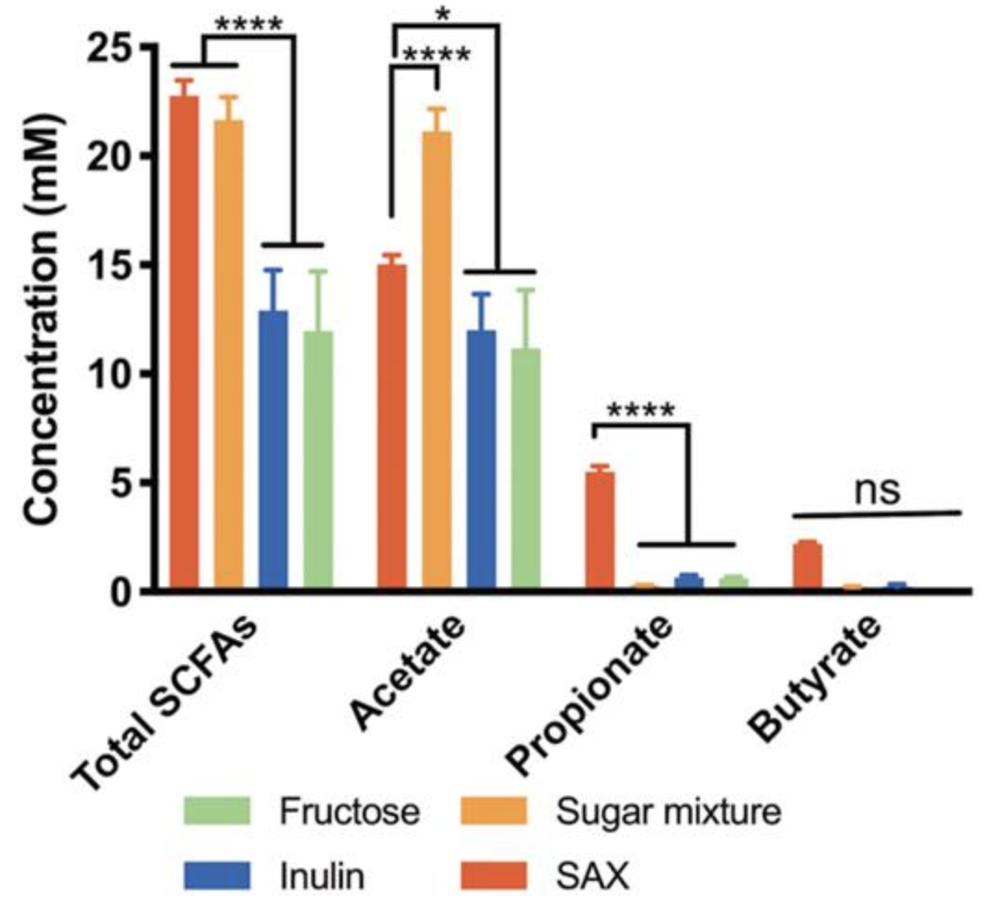 ****
*
****
25
20
15
10
5
0
Concentration (mM)
****
ns
Total SCFAs
Acetate
Propionate
Butyrate
Fructose
Sugar mixture
Inulin
SAX